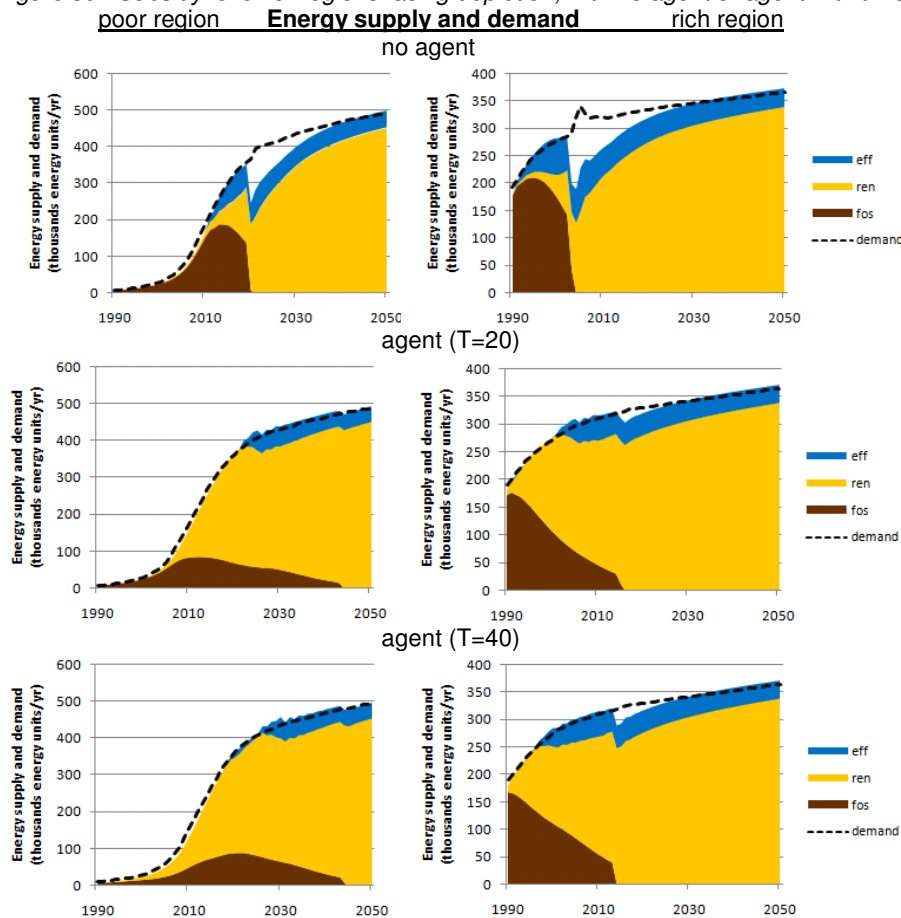 poor region Energy supply and demand rich region
no agent
Energy supply and demand
(thousands energy units/yr)
600
500
400
300
200
100
0
1990 2010 2030 2050
Energy supply and demand
(thousands energy units/yr)
400
350
300
250
200
150
100
50
0
1990 2010 2030 2050
eff
ren
fos
demand
agent (T=20)
Energy supply and demand
(thousands energy units/yr)
600
500
400
300
200
100
0
1990 2010 2030 2050
Energy supply and demand
(thousands energy units/yr)
400
350
300
250
200
150
100
50
0
1990 2010 2030 2050
eff
ren
fos
demand
agent (T=40)
Energy supply and demand
(thousands energy units/yr)
600
500
400
300
200
100
0
1990 2010 2030 2050
Energy supply and demand
(thousands energy units/yr)
400
350
300
250
200
150
100
50
0
1990 2010 2030 2050
eff
ren
fos
demand